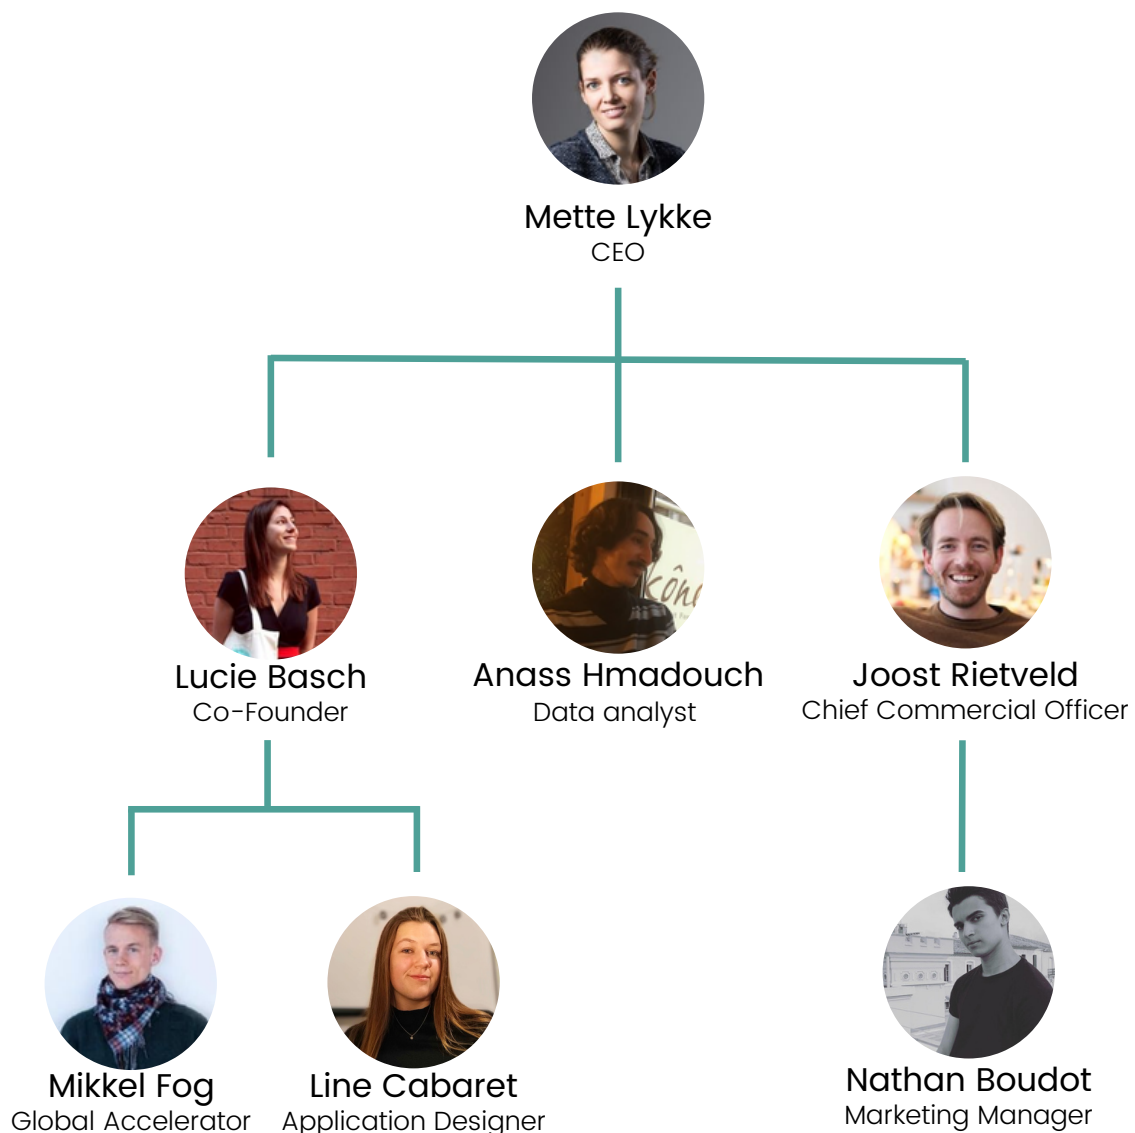 Mette Lykke
CEO
Lucie Basch
Co-Founder
Anass Hmadouch
Data analyst
Joost Rietveld
Chief Commercial Officer
Mikkel Fog
Global Accelerator
Line Cabaret
Application Designer
Nathan Boudot
Marketing Manager